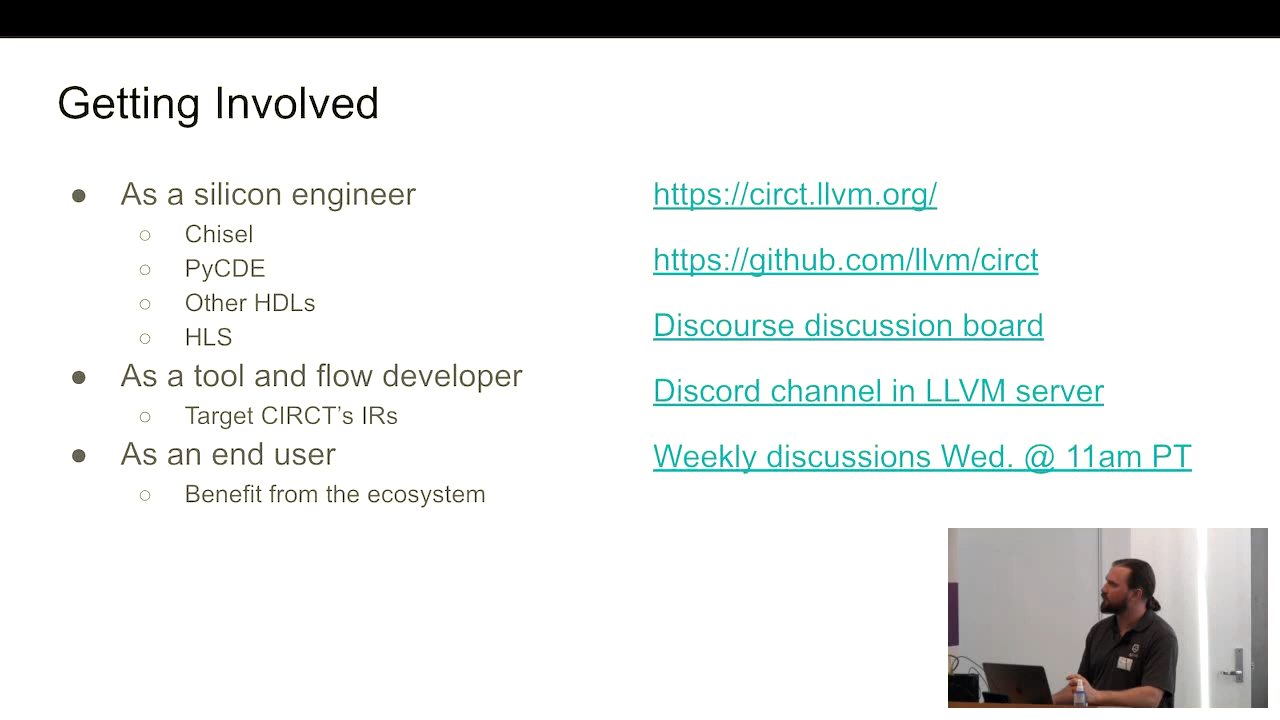 Getting Involved
● As a silicon engineer
○ Chisel
○ PyCDE
○ Other HDLs
○ HLS
● As a tool and flow developer
○ Target CIRCT’s IRs
● As an end user
○ Benefit from the ecosystem
https://circt.llvm.org/
https://github.com/llvm/circt
Discourse discussion board
Discord channel in LLVM server
Weekly discussions Wed. @ 11am PT